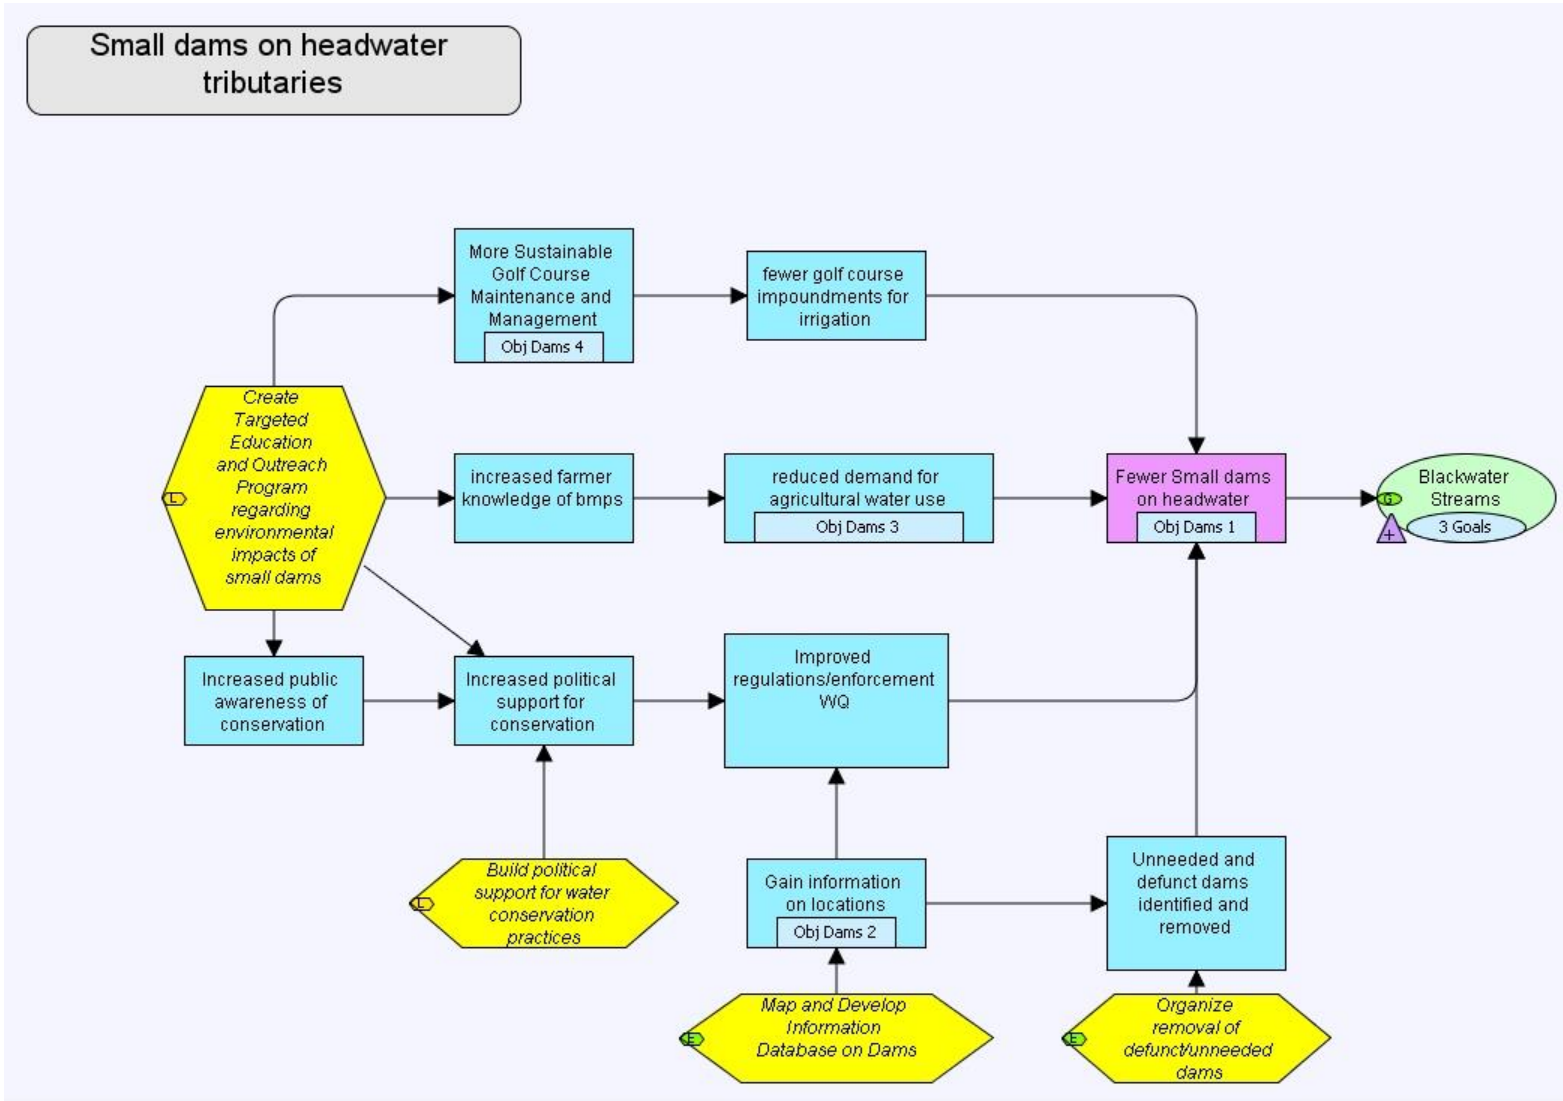 Small dams on headwater
tributaries
More Sustainable
Golf Course
Maintenance and
Management
Obj Dams 4
fewer golf course
impoundments for
irrigation
Create
Targeted
Education
and Outreach
Program
regarding
environmental
impacts of
small dams
L
increased farmer
knowledge of bmps
reduced demand for
agricultural water use
Obj Dams 3
Fewer Small dams
on headwater
Obj Dams 1
Blackwater
Streams
G
3 Goals
+
Increased public
awareness of
conservation
Increased political
support for
conservation
Improved
regulations/enforcement
WQ
Build political
support for water
conservation
practices
L
Gain information
on locations
Obj Dams 2
Unneeded and
defunct dams
identified and
removed
Map and Develop
Information
Database on Dams
E
Organize
removal of
defunct/unneeded
dams
E